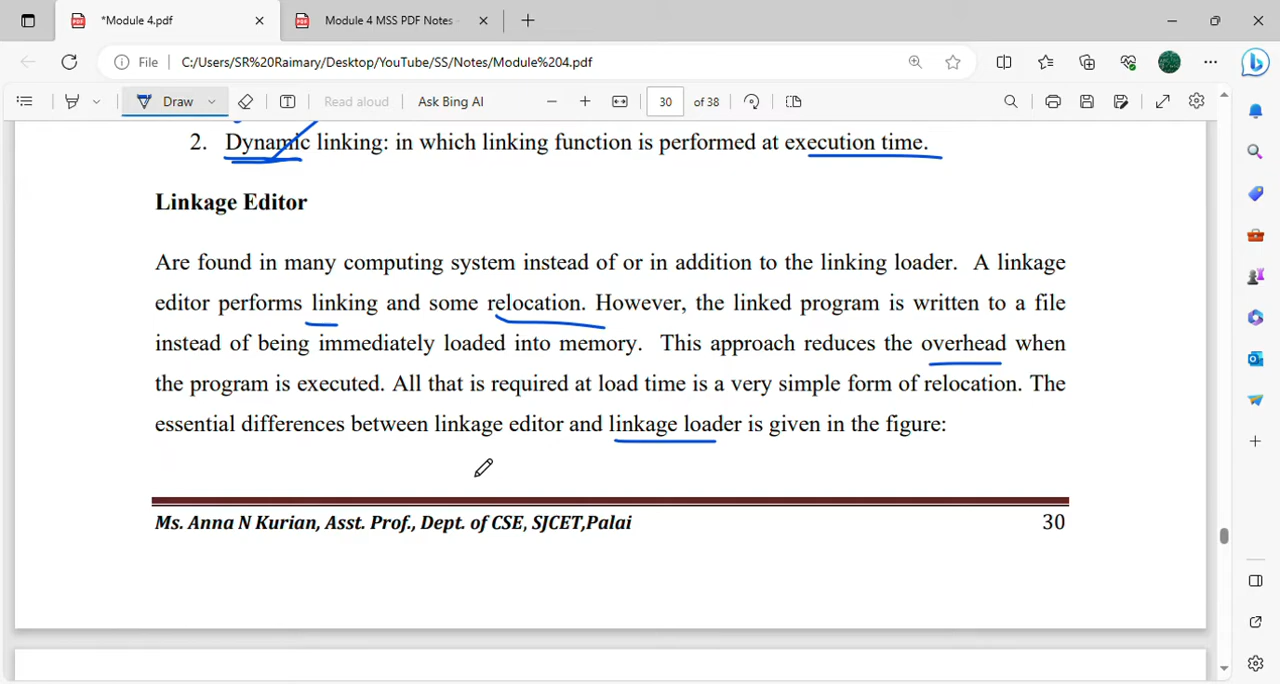 *Module 4.pdf
Module 4 MSS PDF Notes
File
C:/Users/SR%20Raimary/Desktop/YouTube/SS/Notes/Module%204.pdf
Draw
Read aloud
Ask Bing AI
30 of 38
2. Dynamic linking: in which linking function is performed at execution time.
Linkage Editor
Are found in many computing system instead of or in addition to the linking loader. A linkage
editor performs linking and some relocation. However, the linked program is written to a file
instead of being immediately loaded into memory. This approach reduces the overhead when
the program is executed. All that is required at load time is a very simple form of relocation. The
essential differences between linkage editor and linkage loader is given in the figure:
Ms. Anna N Kurian, Asst. Prof., Dept. of CSE, SJCET,Palai
30